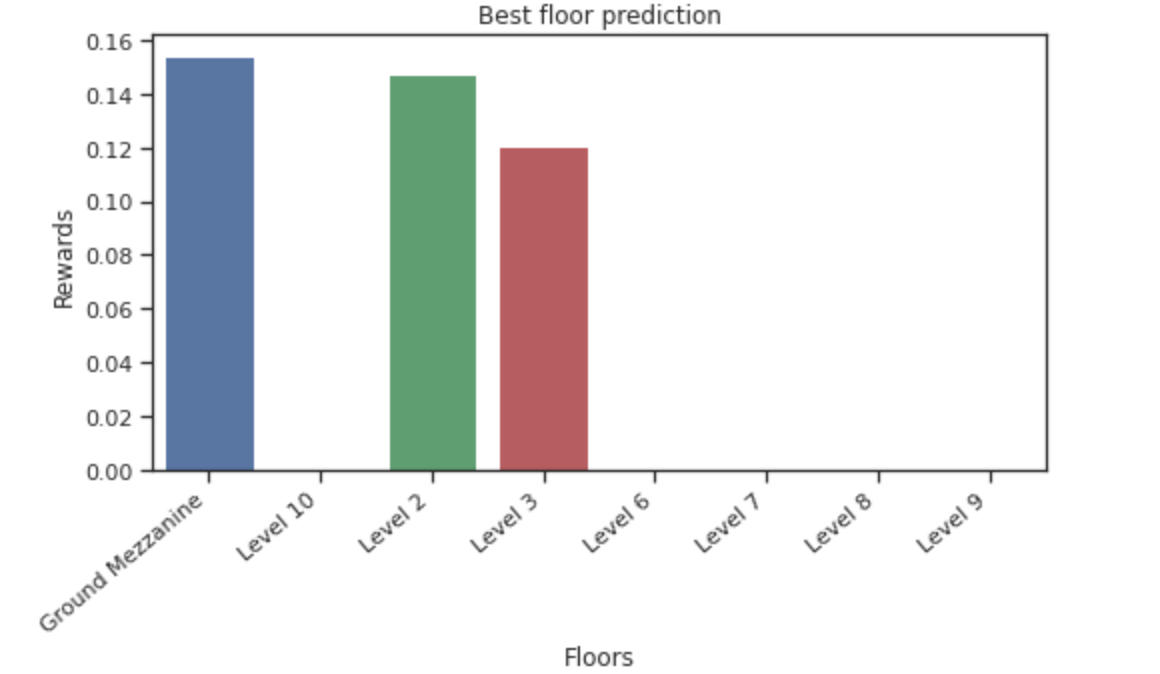 Best floor prediction
0.16
0.14
0.12
0.10
0.08
0.06
0.04
0.02
0.00
Rewards
Ground Mezzanine
Level 10
Level 2
Level 3
Level 6
Level 7
Level 8
Level 9
Floors